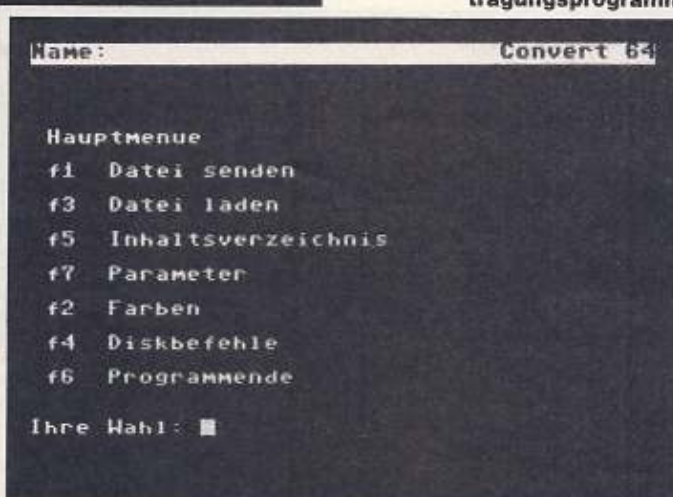 tragungsprogramm
Name: Convert 64
Hauptmenue
f1 Datei senden
f3 Datei laden
f5 Inhaltsverzeichnis
f7 Parameter
f2 Farben
f4 Diskbefehle
f6 Programmende
Ihre Wahl: